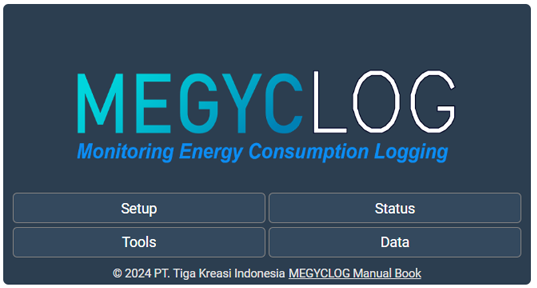 MEGYCLOG
Monitoring Energy Consumption Logging
Setup Status
Tools Data
© 2024 PT. Tiga Kreasi Indonesia MEGYCLOG Manual Book